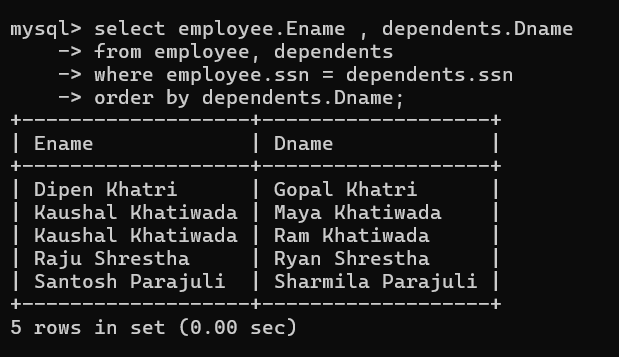 mysql> select employee.Ename , dependents.Dname
    -> from employee, dependents
    -> where employee.ssn = dependents.ssn
    -> order by dependents.Dname;
+-------------------+-------------------+
| Ename             | Dname             |
+-------------------+-------------------+
| Dipen Khatri      | Gopal Khatri      |
| Kaushal Khatiwada | Maya Khatiwada    |
| Kaushal Khatiwada | Ram Khatiwada     |
| Raju Shrestha     | Ryan Shrestha     |
| Santosh Parajuli  | Sharmila Parajuli |
+-------------------+-------------------+
5 rows in set (0.00 sec)